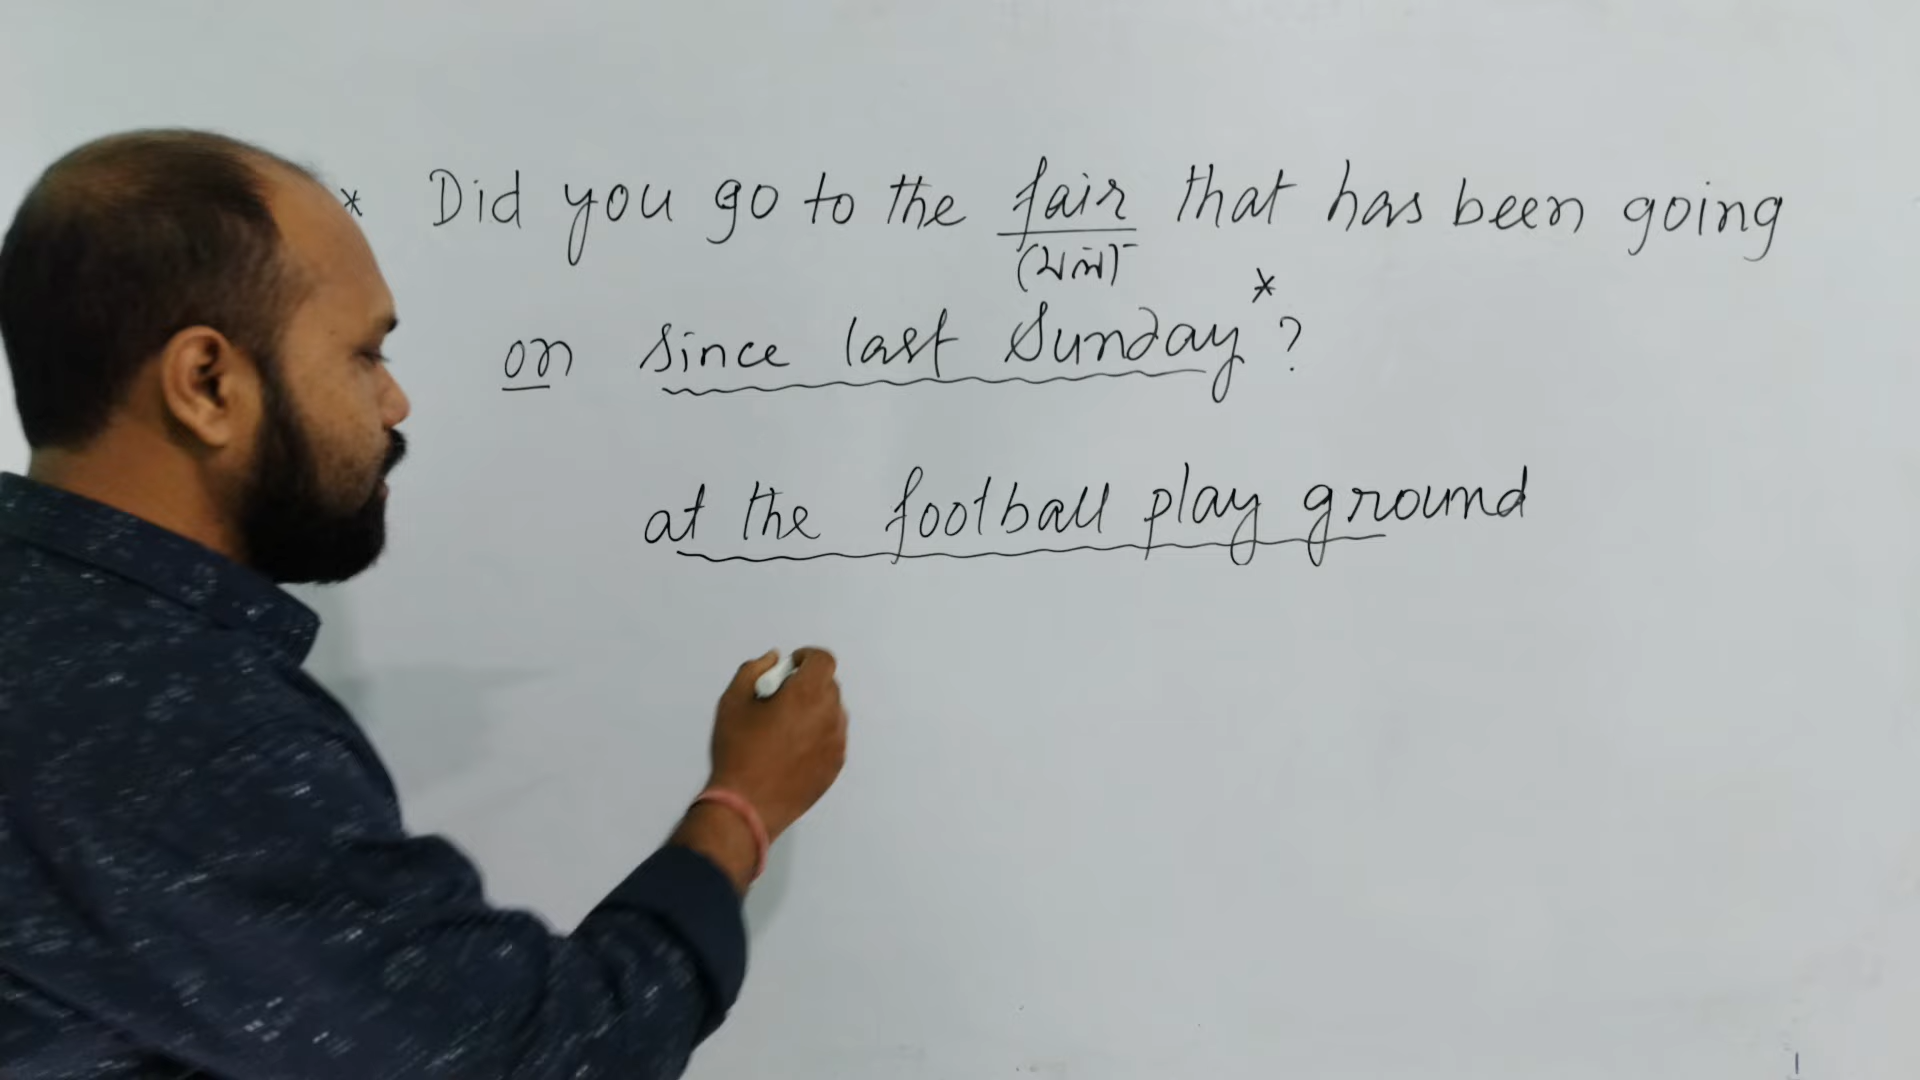 * Did you go to the fair that has been going
(মেলা)
on since last Sunday * ?
at the football play ground